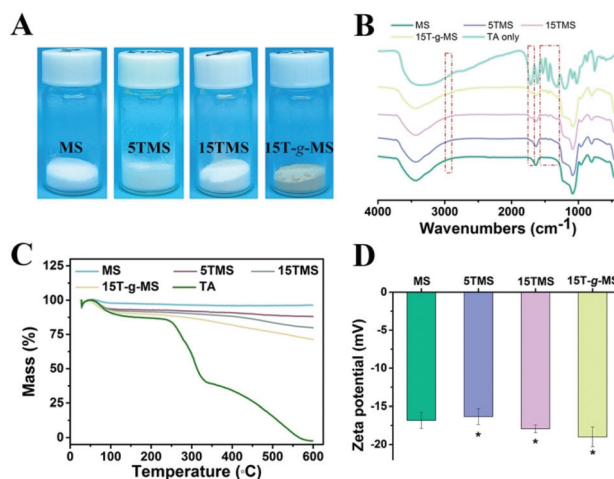 A
MS
5TMS
15TMS
15T-g-MS
B
MS
5TMS
15TMS
15T-g-MS
TA only
4000
3000
2000
1000
Wavenumbers (cm-1)
C
MS
5TMS
15TMS
15T-g-MS
TA
125
100
75
50
25
0
Mass (%)
0
100
200
300
400
500
600
Temperature (◦C)
D
MS
5TMS
15TMS
15T-g-MS
0
-5
-10
-15
-20
Zeta potential (mV)
*
*
*